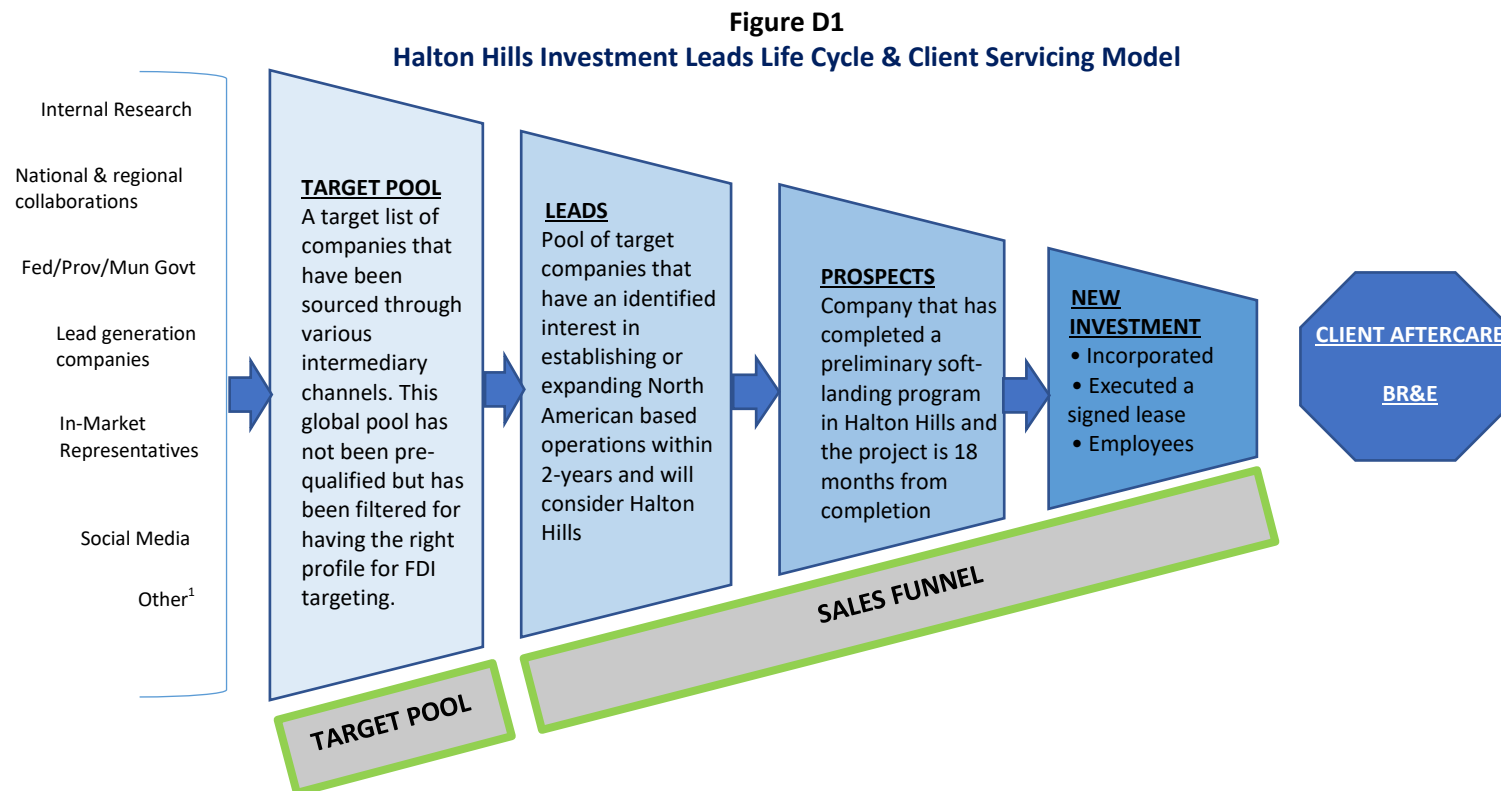 Figure D1
Halton Hills Investment Leads Life Cycle & Client Servicing Model
Internal Research
National & regional
collaborations
Fed/Prov/Mun Govt
Lead generation
companies
In-Market
Representatives
Social Media
Other¹
TARGET POOL
A target list of
companies that
have been
sourced through
various
intermediary
channels. This
global pool has
not been pre-
qualified but has
been filtered for
having the right
profile for FDI
targeting.
LEADS
Pool of target
companies that
have an identified
interest in
establishing or
expanding North
American based
operations within
2-years and will
consider Halton
Hills
PROSPECTS
Company that has
completed a
preliminary soft-
landing program
in Halton Hills and
the project is 18
months from
completion
NEW
INVESTMENT
• Incorporated
• Executed a
signed lease
• Employees
CLIENT AFTERCARE
BR&E
TARGET POOL
SALES FUNNEL